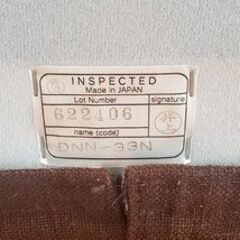 INSPECTED
Made in JAPAN
Lot Number
signature
622406
name (code)
DNN-33N